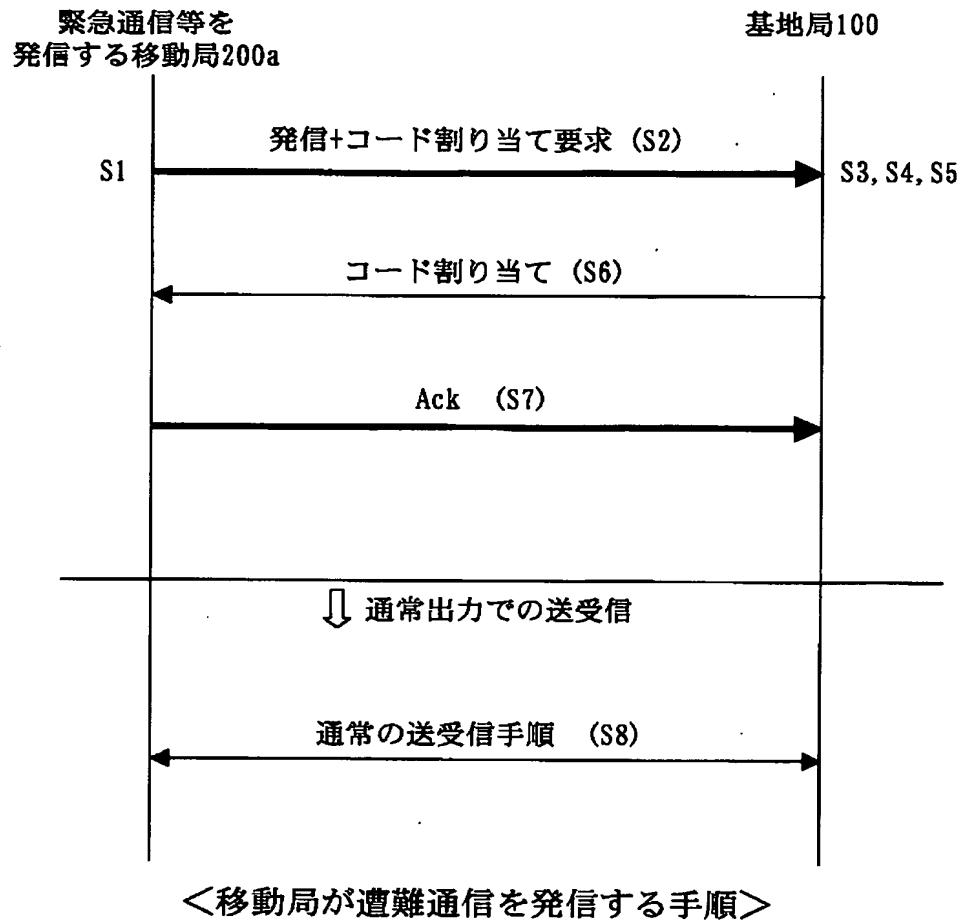 緊急通信等を
発信する移動局200a
基地局100
発信+コード割り当て要求 (S2)
S1
S3,S4,S5
コード割り当て (S6)
Ack (S7)
通常出力での送受信
通常の送受信手順 (S8)
＜移動局が遭難通信を発信する手順＞